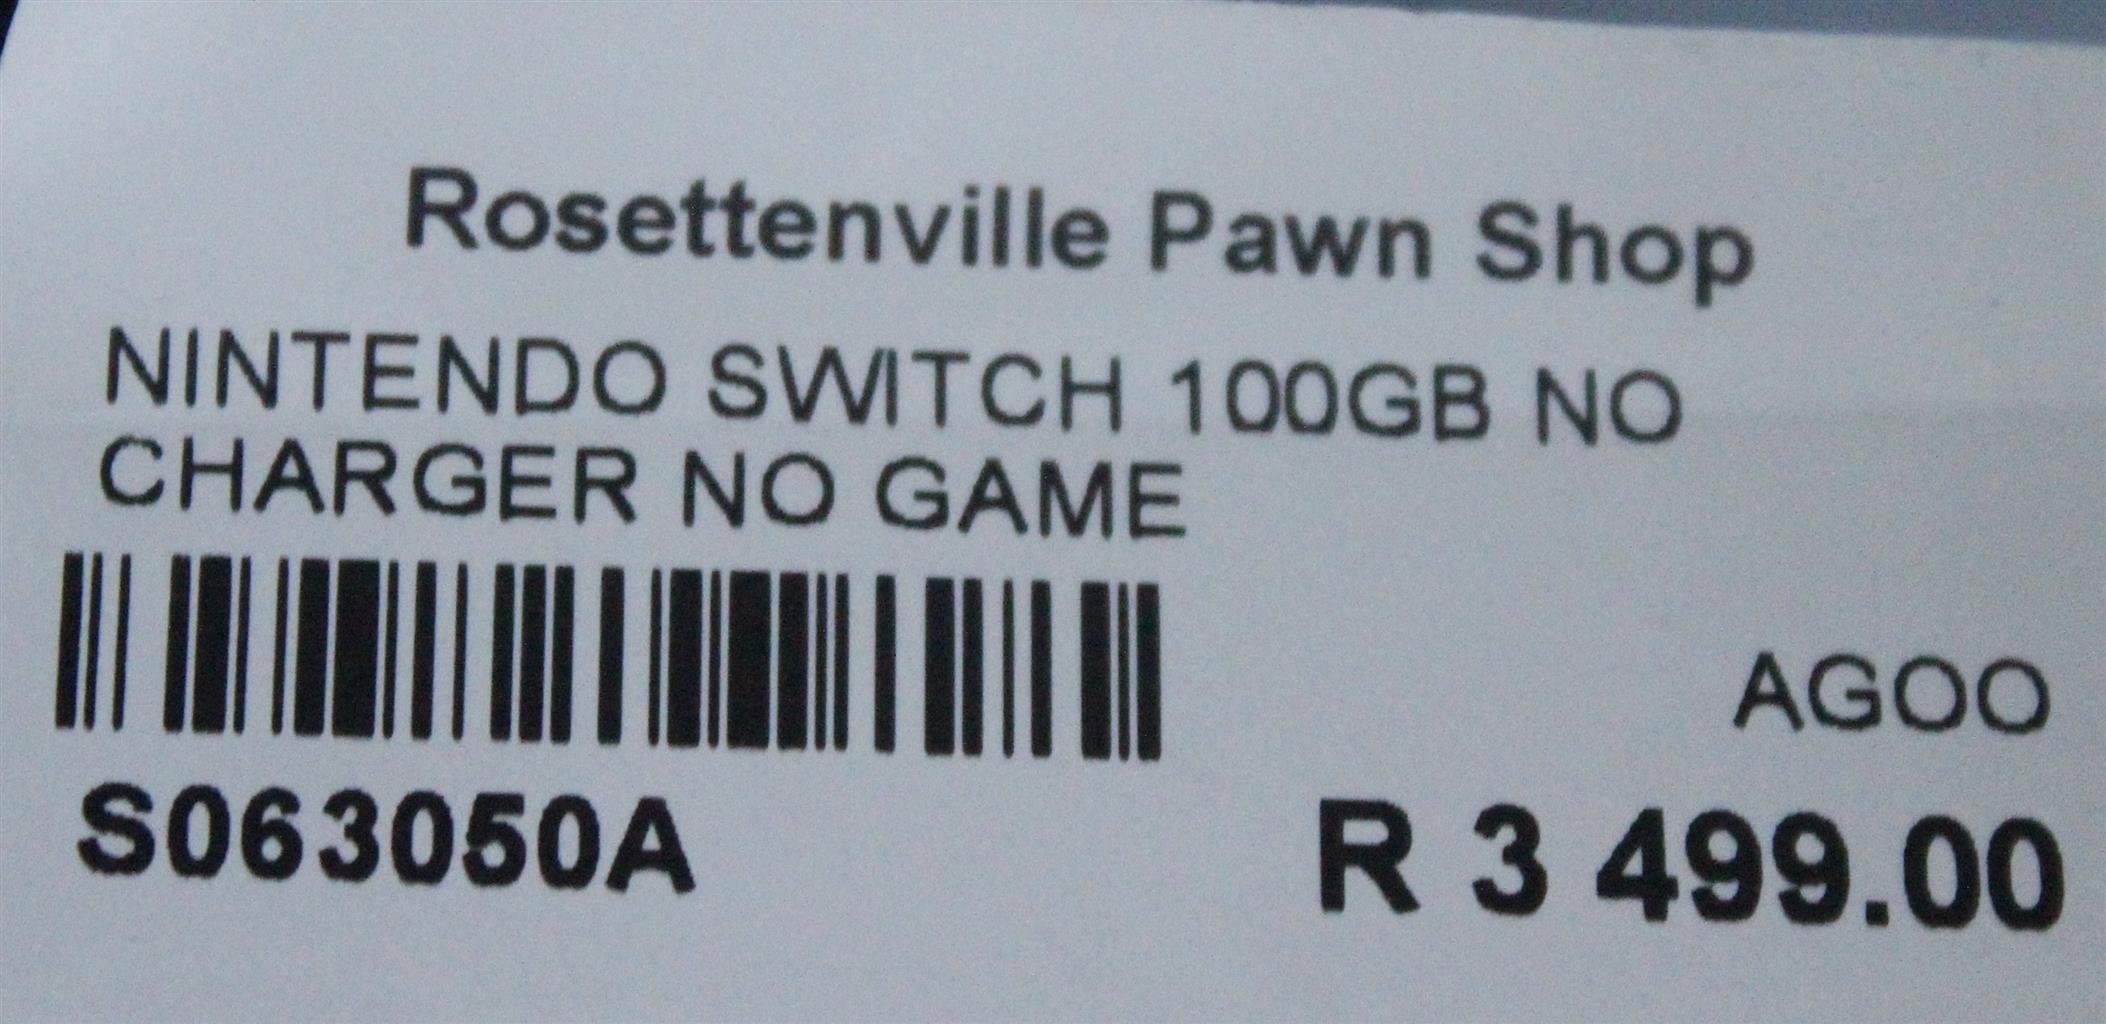 Rosettenville Pawn Shop
NINTENDO SWITCH 100GB NO
CHARGER NO GAME
AGOO
S063050A
R 3 499.00